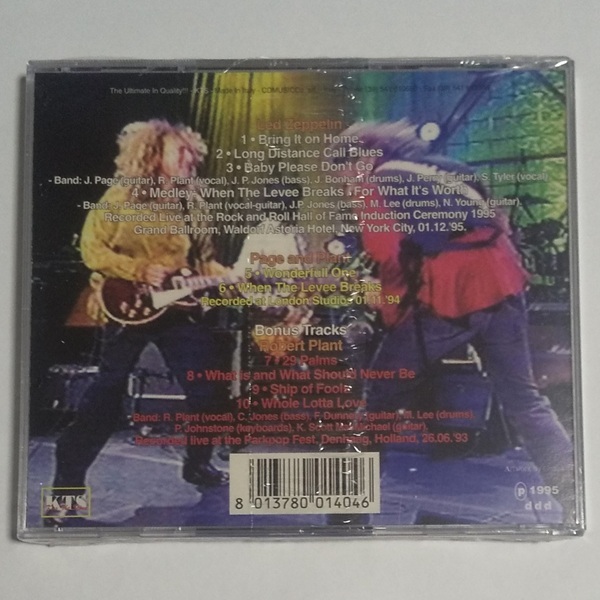 The Ultimate In Quality!!! Made in Italy
Led Zeppelin
1 • Bring It on Home
2 • Long Distance Call Blues
3 • Baby Please Don't Go
- Band: J. Page (guitar), R. Plant (vocal), J.P. Jones (bass), J. Bonham (drums), J. Perry (guitar), S. Tyler (vocal)
4 • Medley: When The Levee Breaks / For What It's Worth
- Band: J. Page (guitar), R. Plant (vocal-guitar), J.P. Jones (bass), M. Lee (drums), N. Young (guitar).
Recorded Live at the Rock and Roll Hall of Fame Induction Ceremony 1995
Grand Ballroom, Waldorf Astoria Hotel, New York City, 01.12.'95.
Page and Plant
5 • Wonderfull One
6 • When The Levee Breaks
Recorded at London Studios 01.11.'94
Bonus Tracks
Robert Plant
7 • 29 Palms
8 • What is and What Should Never Be
9 • Ship of Fools
10 • Whole Lotta Love
Band: R. Plant (vocal), C. Jones (bass), F. Dunnery (guitar), M. Lee (drums),
P. Johnstone (keyboards), K. Scott MacMichael (guitar).
Recorded live at the Parkpop Fest, Denhaag, Holland, 26.06.'93
8 013780 014046
KTS
℗ 1995
d d d